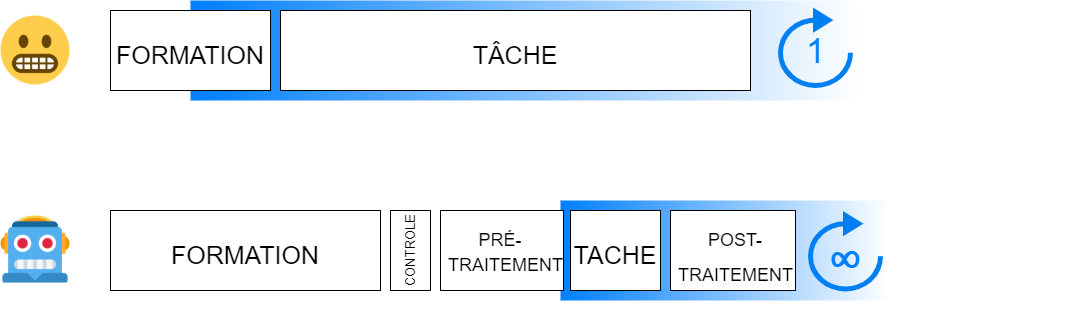 FORMATION
TÂCHE
1
FORMATION
CONTROLE
PRÉ-
TRAITEMENT
TACHE
POST-
TRAITEMENT
∞